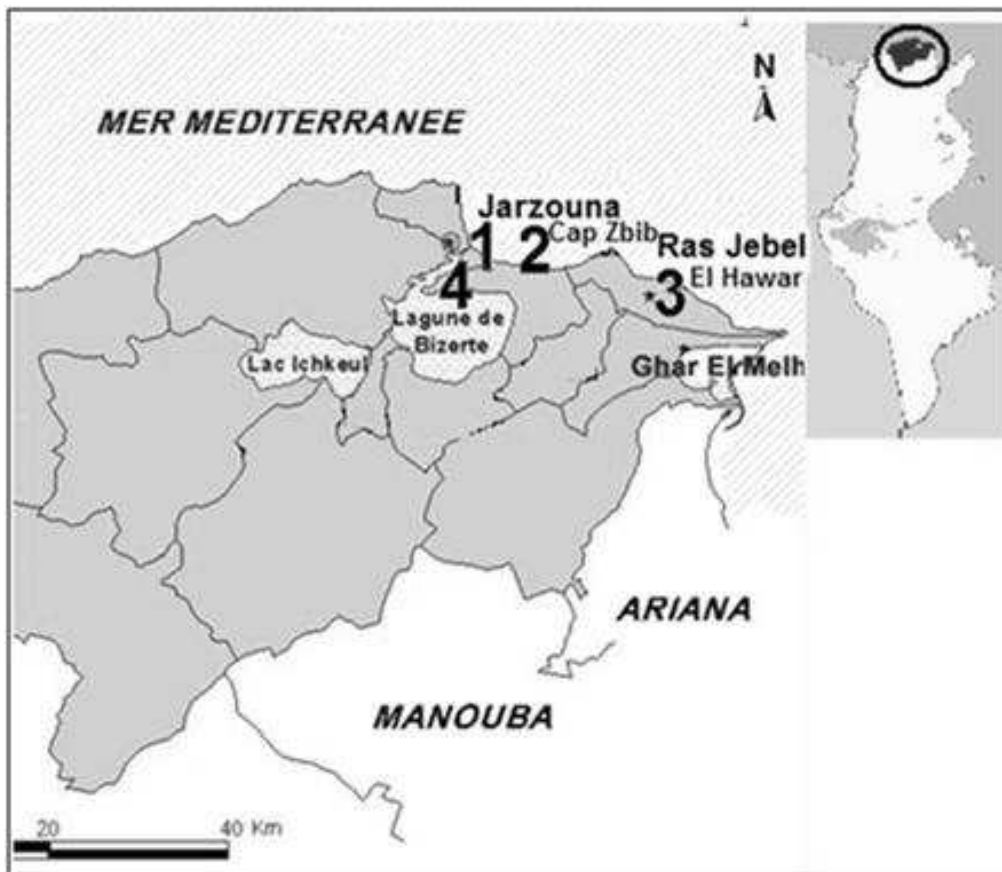 N
MER MEDITERRANEE
Jarzouna
1 2 Cap Zbib
Ras Jebel
3 El Hawar
4
Lagune de
Bizerte
Lac Ichkeul
Ghar El Melh
ARIANA
MANOUBA
20 40 Km